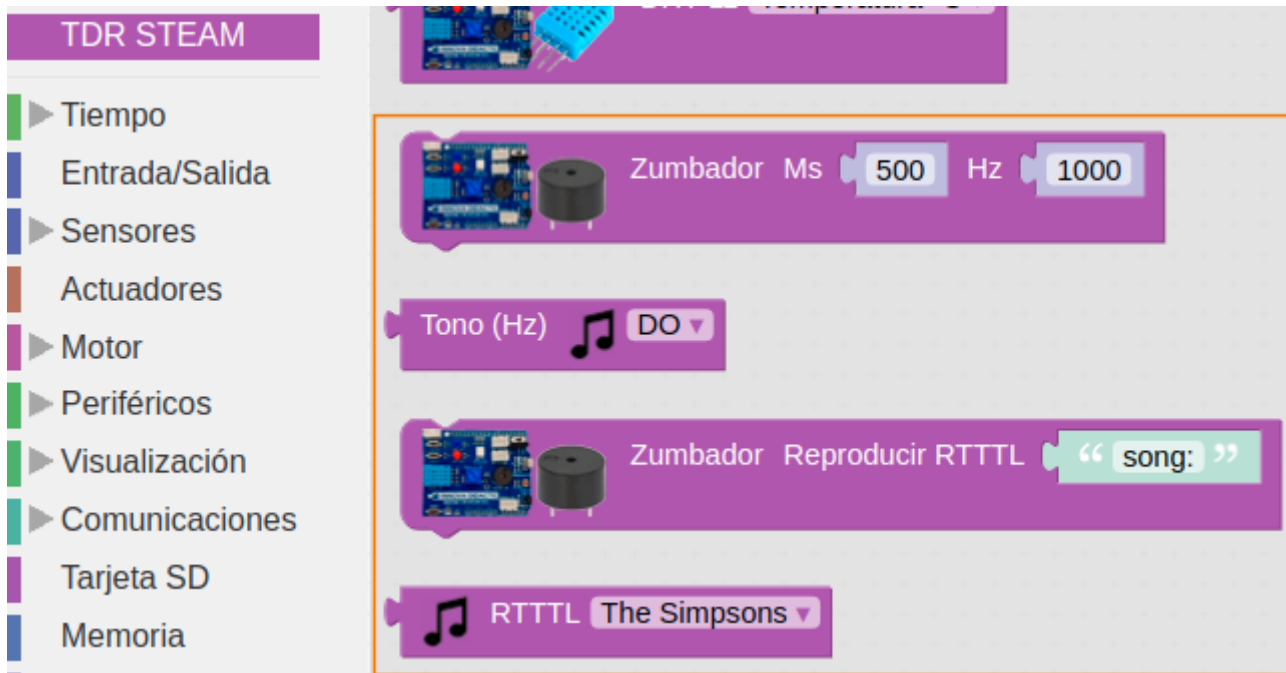 TDR STEAM
Tiempo
Entrada/Salida
Sensores
Actuadores
Motor
Periféricos
Visualización
Comunicaciones
Tarjeta SD
Memoria
Zumbador Ms 500 Hz 1000
Tono (Hz) DO
Zumbador Reproducir RTTTL “ song: ”
RTTTL The Simpsons